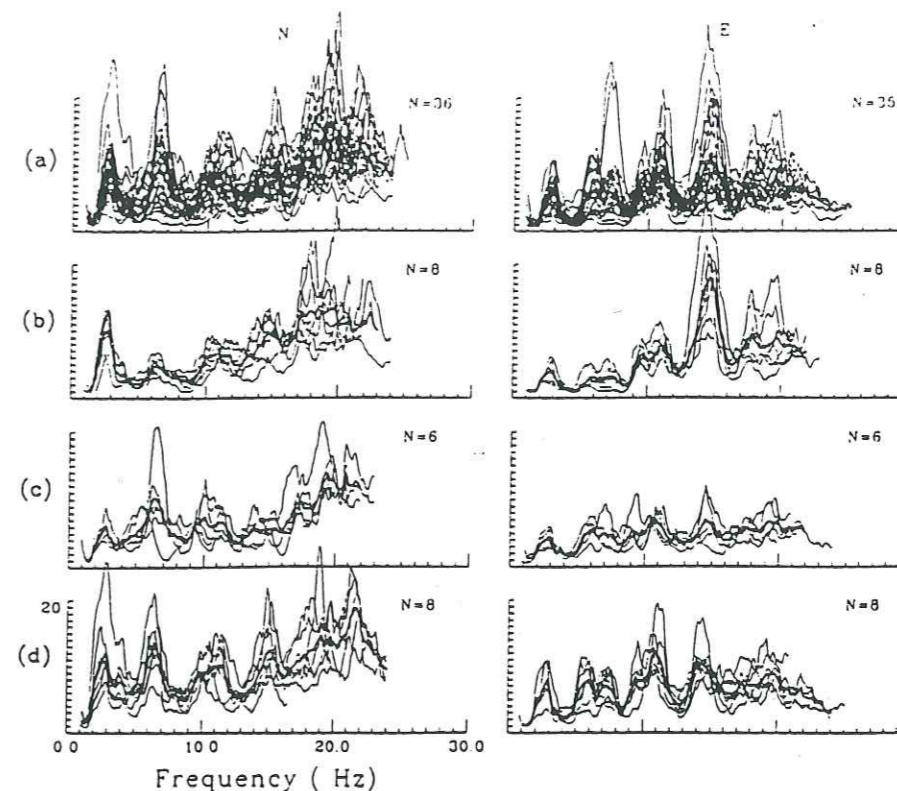 N E
N=36 N=35
(a)
N=8 N=8
(b)
N=6 N=6
(c)
20 N=8 N=8
(d)
0.0 10.0 20.0 30.0
Frequency ( Hz)